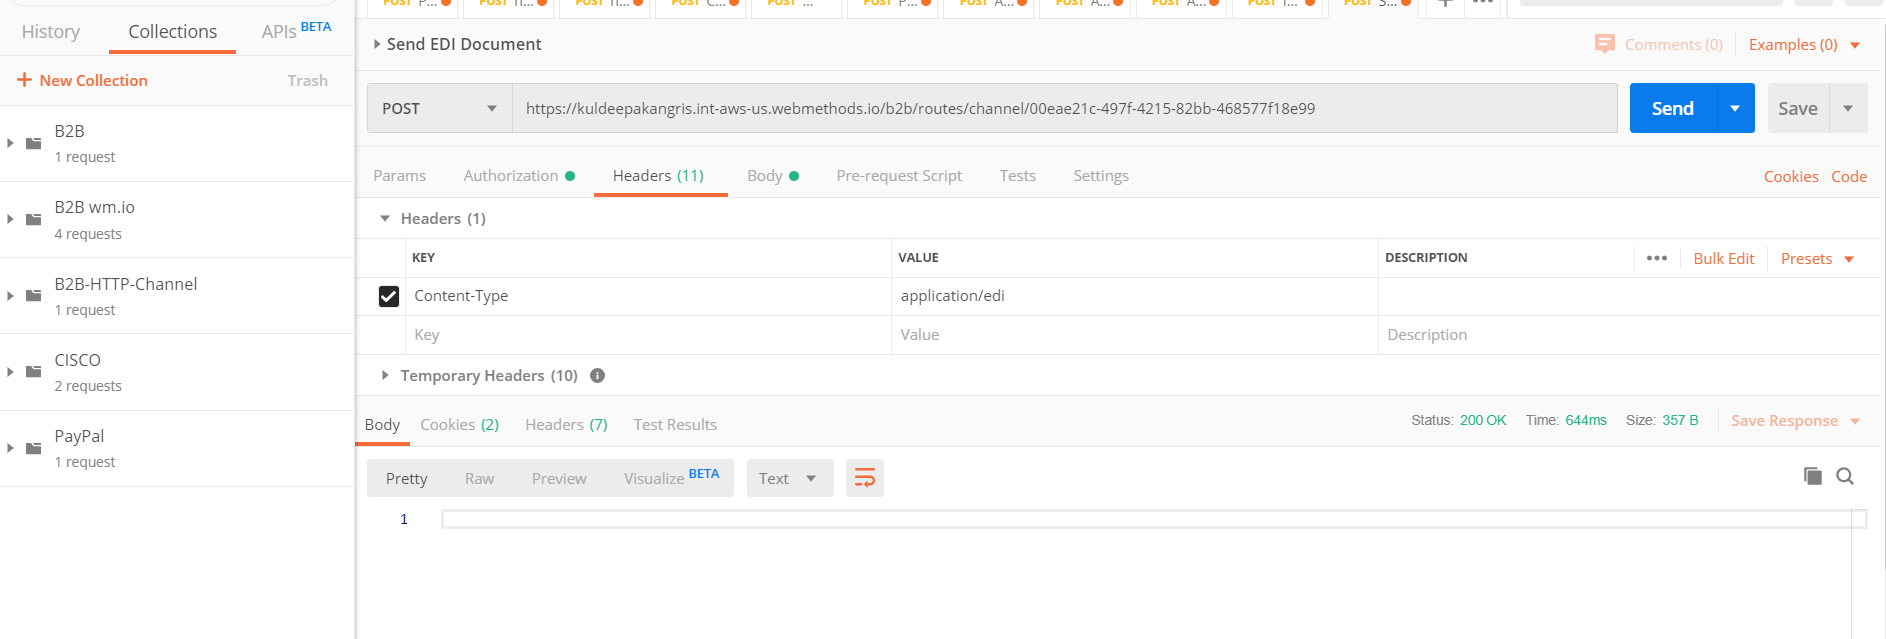 POST P... POST POST POST C... POST ... POST P... POST A... POST A... POST A... POST POST S...
History Collections APIs BETA
+ New Collection Trash
B2B
1 request
B2B wm.io
4 requests
B2B-HTTP-Channel
1 request
CISCO
2 requests
PayPal
1 request
Send EDI Document Comments (0) Examples (0)
POST https://kuldeepakangris.int-aws-us.webmethods.io/b2b/routes/channel/00eae21c-497f-4215-82bb-468577f18e99 Send Save
Params Authorization Headers (11) Body Pre-request Script Tests Settings Cookies Code
Headers (1)
KEY VALUE DESCRIPTION ••• Bulk Edit Presets
Content-Type application/edi
Key Value Description
Temporary Headers (10)
Body Cookies (2) Headers (7) Test Results Status: 200 OK Time: 644ms Size: 357 B Save Response
Pretty Raw Preview Visualize BETA Text
1